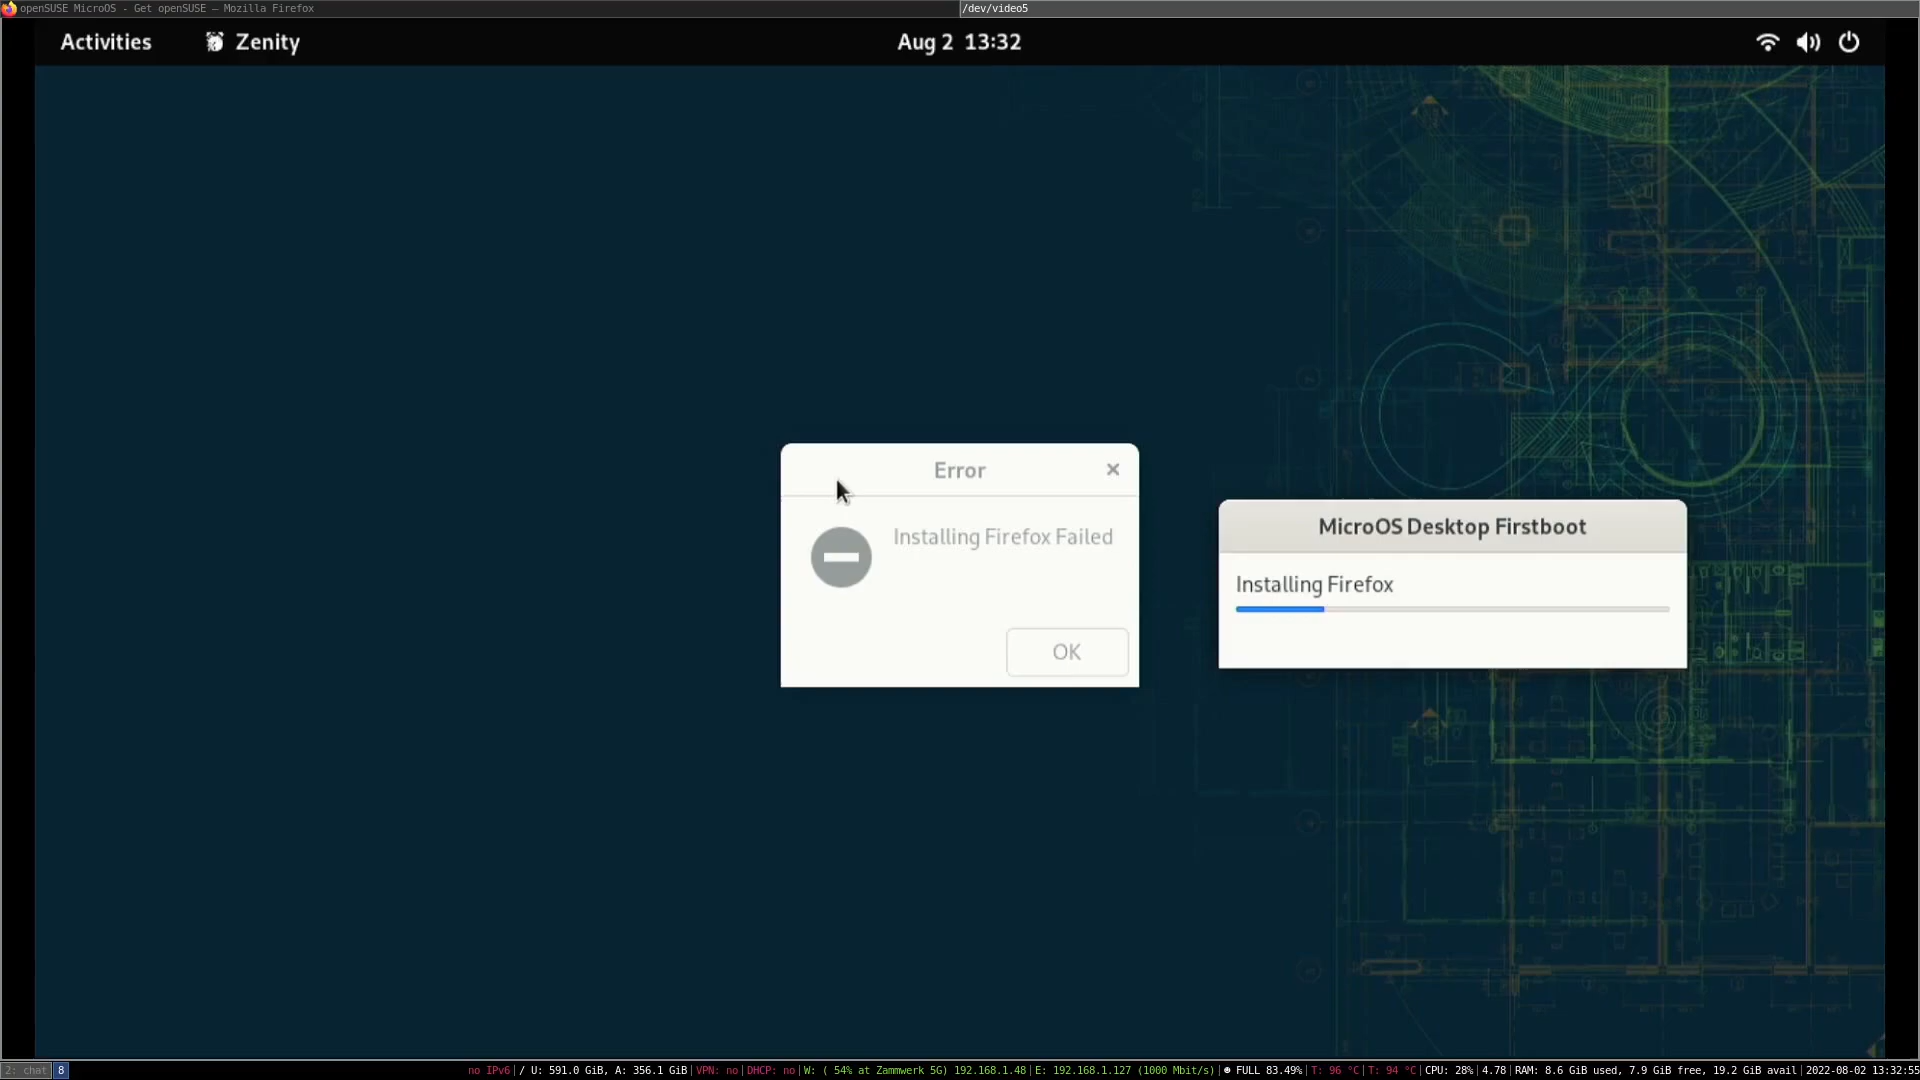 openSUSE MicroOS - Get openSUSE — Mozilla Firefox
/dev/video5
Activities
Zenity
Aug 2 13:32
Error
Installing Firefox Failed
OK
MicroOS Desktop Firstboot
Installing Firefox
2: chat 8
no IPv6|/ U: 591.0 GiB, A: 356.1 GiB|VPN: no|DHCP: no|W: ( 54% at Zammwerk 5G) 192.168.1.48|E: 192.168.1.127 (1000 Mbit/s)|☻ FULL 83.49%|T: 96 °C|T: 94 °C|CPU: 28%|4.78|RAM: 8.6 GiB used, 7.9 GiB free, 19.2 GiB avail|2022-08-02 13:32:55